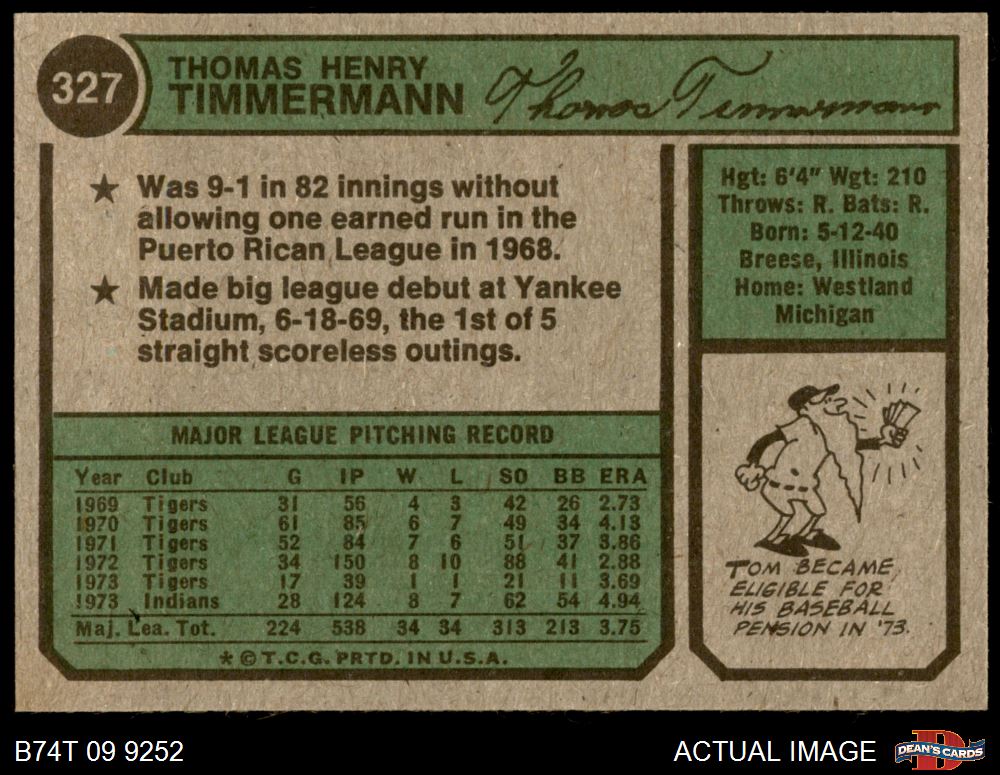 327
THOMAS HENRY
TIMMERMANN
Thomas Timmermann
★ Was 9-1 in 82 innings without
allowing one earned run in the
Puerto Rican League in 1968.
★ Made big league debut at Yankee
Stadium, 6-18-69, the 1st of 5
straight scoreless outings.
Hgt: 6'4" Wgt: 210
Throws: R. Bats: R.
Born: 5-12-40
Breese, Illinois
Home: Westland
Michigan
MAJOR LEAGUE PITCHING RECORD
Year Club G IP W L SO BB ERA
1969 Tigers 31 56 4 3 42 26 2.73
1970 Tigers 61 85 6 7 49 34 4.13
1971 Tigers 52 84 7 6 51 37 3.86
1972 Tigers 34 150 8 10 88 41 2.88
1973 Tigers 17 39 1 1 21 11 3.69
1973 Indians 28 124 8 7 62 54 4.94
Maj. Lea. Tot. 224 538 34 34 313 213 3.75
* © T.C.G. PRTD. IN U.S.A.
TOM BECAME
ELIGIBLE FOR
HIS BASEBALL
PENSION IN '73.
B74T 09 9252
ACTUAL IMAGE
DEAN'S CARDS